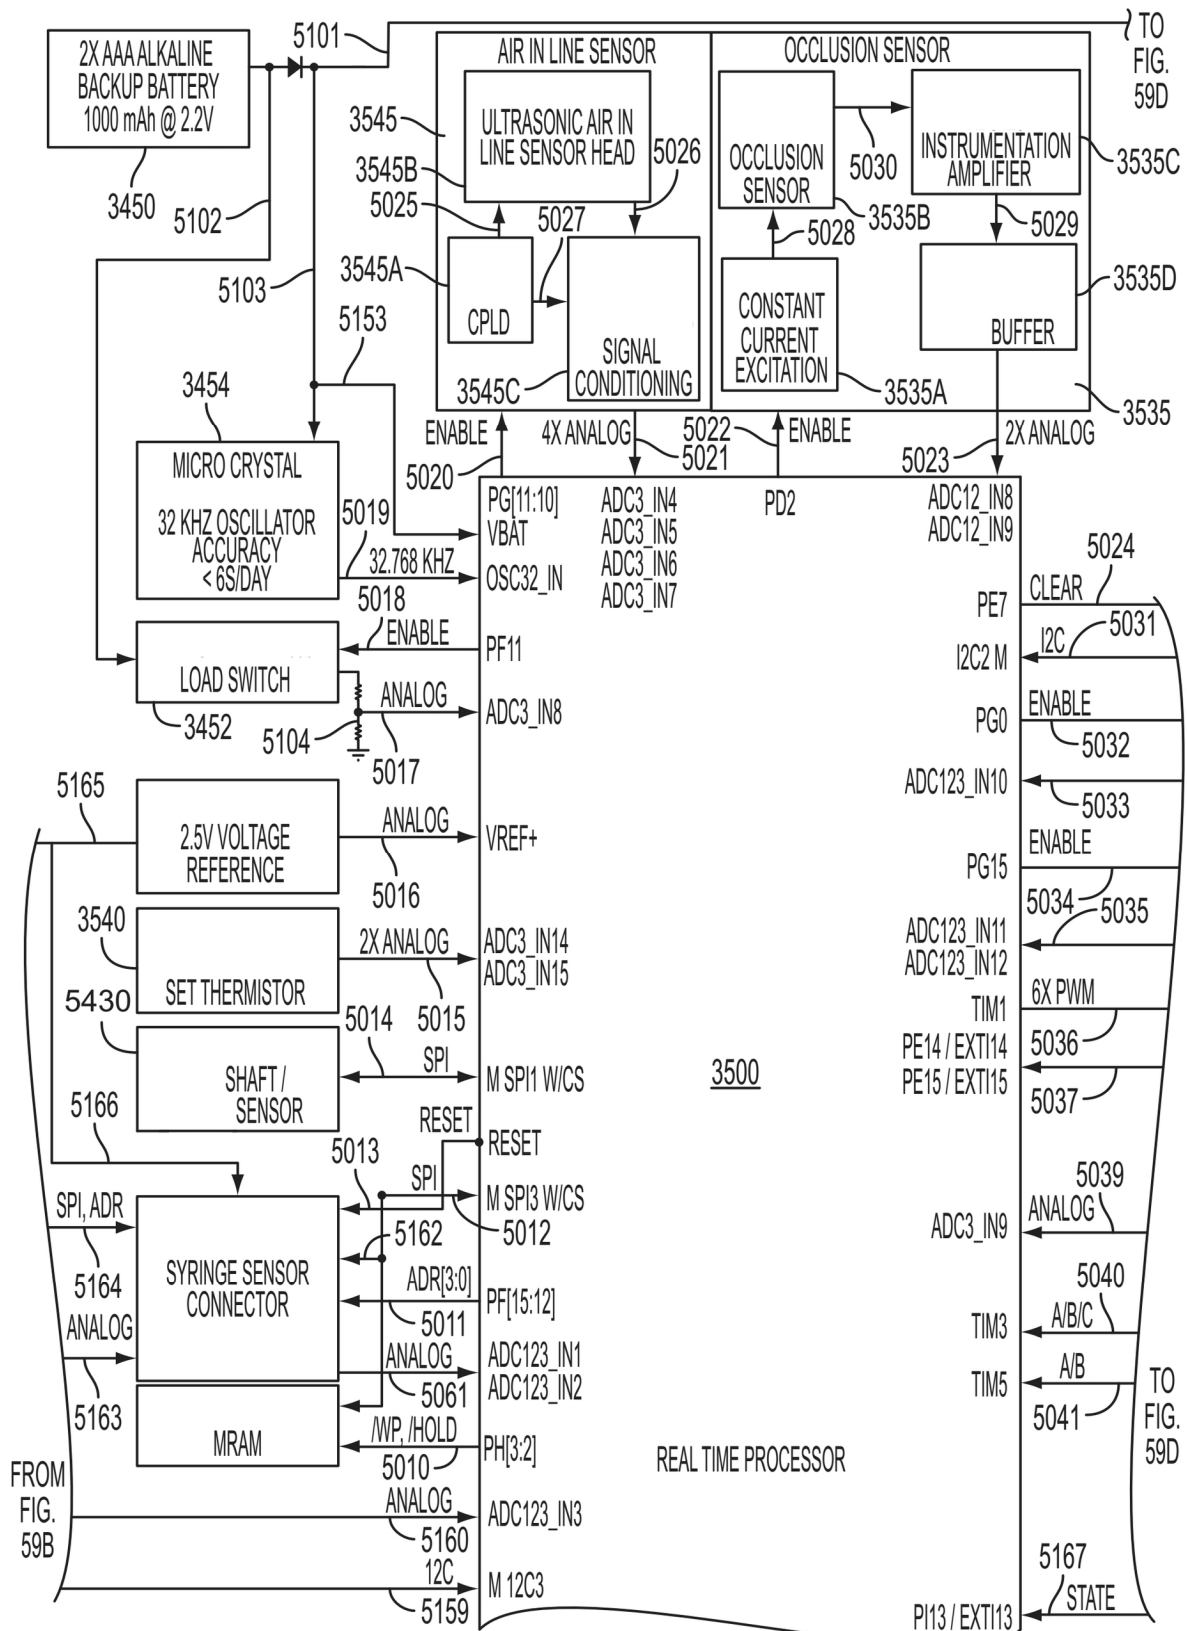 5101
TO
FIG.
59D
2X AAA ALKALINE
BACKUP BATTERY
1000 mAh @ 2.2V
3450
5102
5103
5153
AIR IN LINE SENSOR
3545
ULTRASONIC AIR IN
LINE SENSOR HEAD
3545B
5025
5026
5027
3545A
CPLD
SIGNAL
CONDITIONING
3545C
OCCLUSION SENSOR
OCCLUSION
SENSOR
5030
INSTRUMENTATION
AMPLIFIER
3535C
3535B
5028
5029
CONSTANT
CURRENT
EXCITATION
3535A
BUFFER
3535D
3535
ENABLE
5020
4X ANALOG
5021
5022
ENABLE
5023
2X ANALOG
3454
MICRO CRYSTAL
32 KHZ OSCILLATOR
ACCURACY
< 6S/DAY
5019
32.768 KHZ
5018
ENABLE
LOAD SWITCH
3452
5104
ANALOG
5017
5165
2.5V VOLTAGE
REFERENCE
ANALOG
5016
3540
SET THERMISTOR
2X ANALOG
5015
5430
SHAFT /
SENSOR
5014
SPI
5166
RESET
5013
SPI
5012
5162
SPI, ADR
5164
SYRINGE SENSOR
CONNECTOR
ADR[3:0]
5011
ANALOG
5163
ANALOG
5061
MRAM
/WP, /HOLD
5010
FROM
FIG.
59B
ANALOG
5160
12C
5159
PG[11:10]
VBAT
OSC32_IN
PF11
ADC3_IN8
VREF+
ADC3_IN14
ADC3_IN15
M SPI1 W/CS
RESET
M SPI3 W/CS
PF[15:12]
ADC123_IN1
ADC123_IN2
PH[3:2]
ADC123_IN3
M 12C3
ADC3_IN4
ADC3_IN5
ADC3_IN6
ADC3_IN7
PD2
ADC12_IN8
ADC12_IN9
3500
REAL TIME PROCESSOR
PE7
I2C2 M
PG0
ADC123_IN10
PG15
ADC123_IN11
ADC123_IN12
TIM1
PE14 / EXTI14
PE15 / EXTI15
ADC3_IN9
TIM3
TIM5
PI13 / EXTI13
5024
CLEAR
5031
I2C
ENABLE
5032
5033
ENABLE
5034
5035
6X PWM
5036
5037
5039
ANALOG
5040
A/B/C
A/B
5041
TO
FIG.
59D
5167
STATE